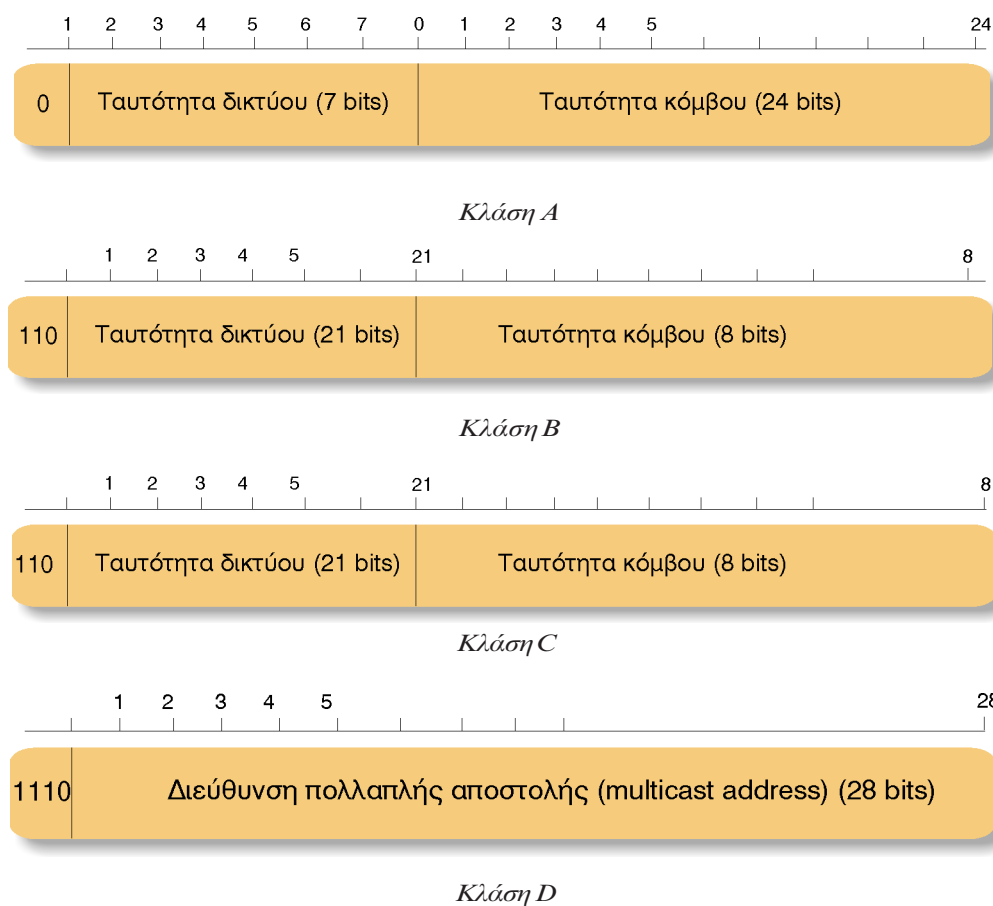 1 2 3 4 5 6 7 0 1 2 3 4 5 24
0 Ταυτότητα δικτύου (7 bits) Ταυτότητα κόμβου (24 bits)
Κλάση A
1 2 3 4 5 21 8
110 Ταυτότητα δικτύου (21 bits) Ταυτότητα κόμβου (8 bits)
Κλάση B
1 2 3 4 5 21 8
110 Ταυτότητα δικτύου (21 bits) Ταυτότητα κόμβου (8 bits)
Κλάση C
1 2 3 4 5 28
1110 Διεύθυνση πολλαπλής αποστολής (multicast address) (28 bits)
Κλάση D